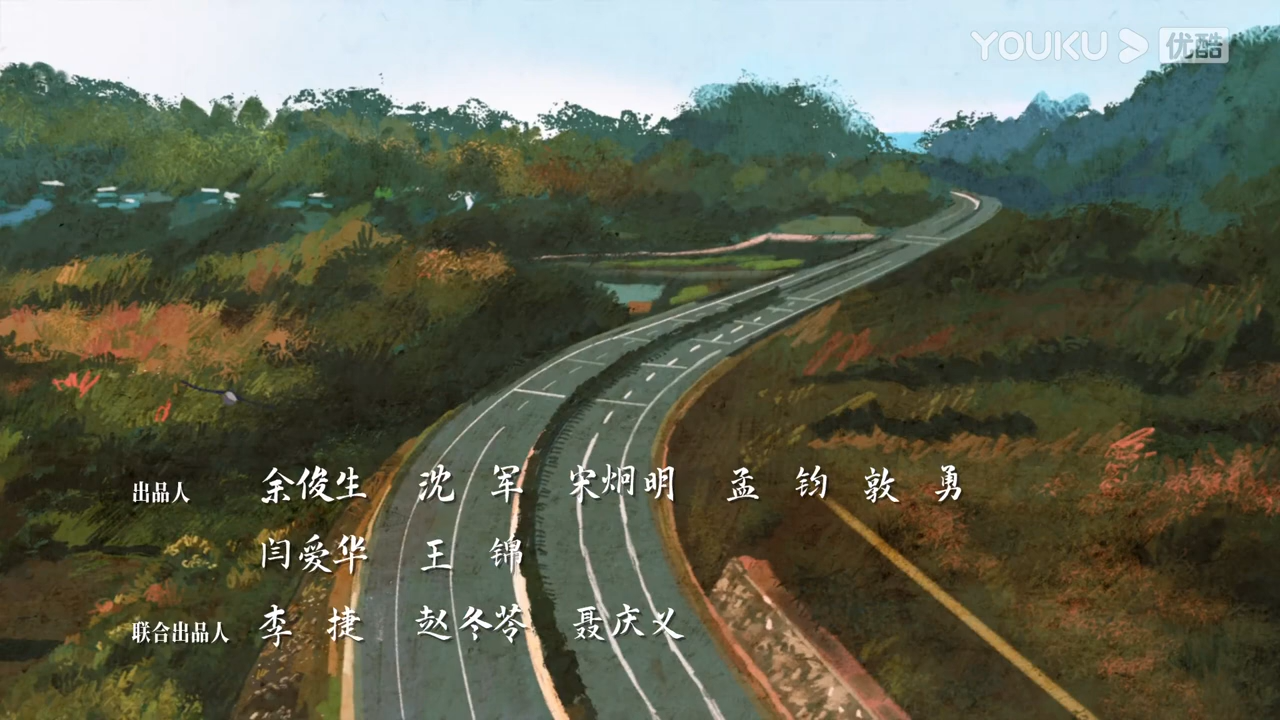 YOUKU 优酷
出品人 余俊生 沈军 宋炯明 孟钧 敦勇
闫爱华 王锦
联合出品人 李捷 赵冬苓 聂庆义